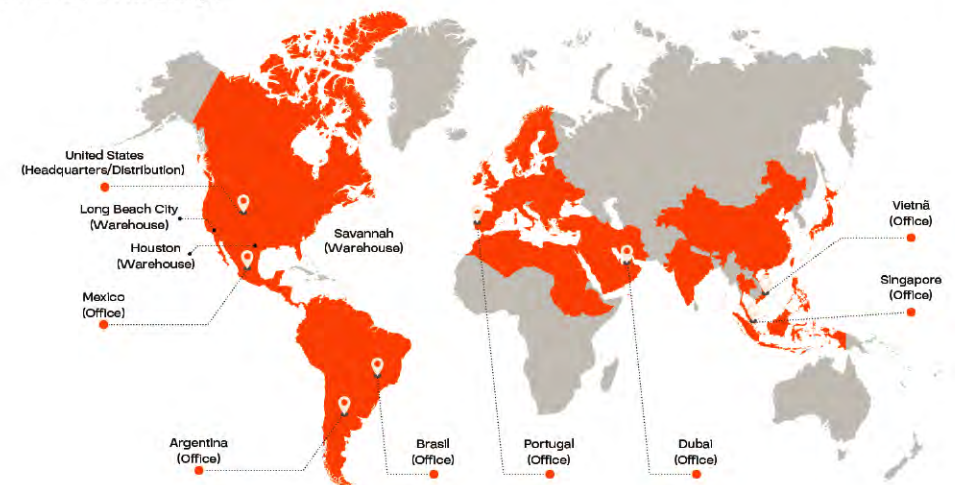 United States
(Headquarters/Distribution)
Long Beach City
(Warehouse)
Houston
(Warehouse)
Savannah
(Warehouse)
Mexico
(Office)
Vietnã
(Office)
Singapore
(Office)
Argentina
(Office)
Brasil
(Office)
Portugal
(Office)
Dubai
(Office)